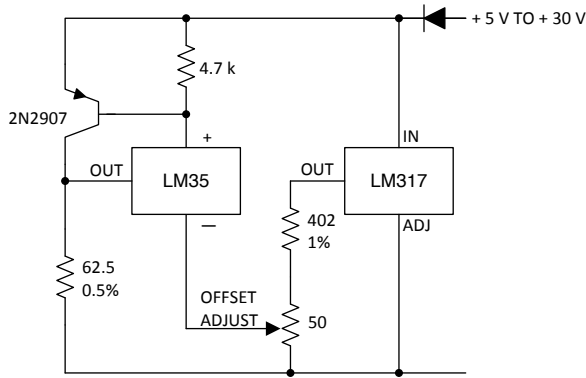 + 5 V TO + 30 V
4.7 k
2N2907
+
IN
OUT
LM35
OUT
LM317
—
402
1%
ADJ
62.5
0.5%
OFFSET
ADJUST
50